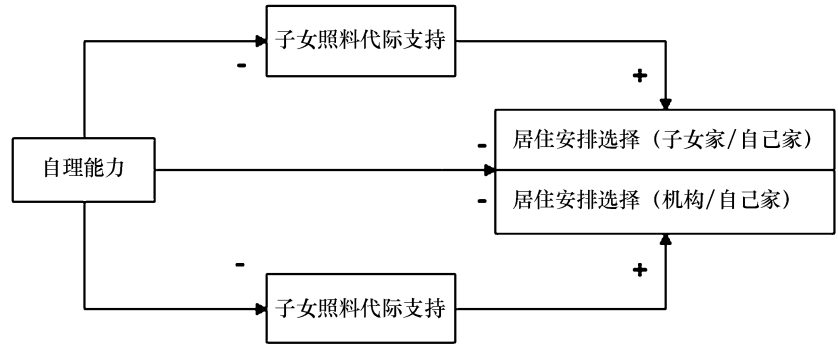 子女照料代际支持
-
+
居住安排选择（子女家/自己家）
-
自理能力
居住安排选择（机构/自己家）
-
-
+
子女照料代际支持